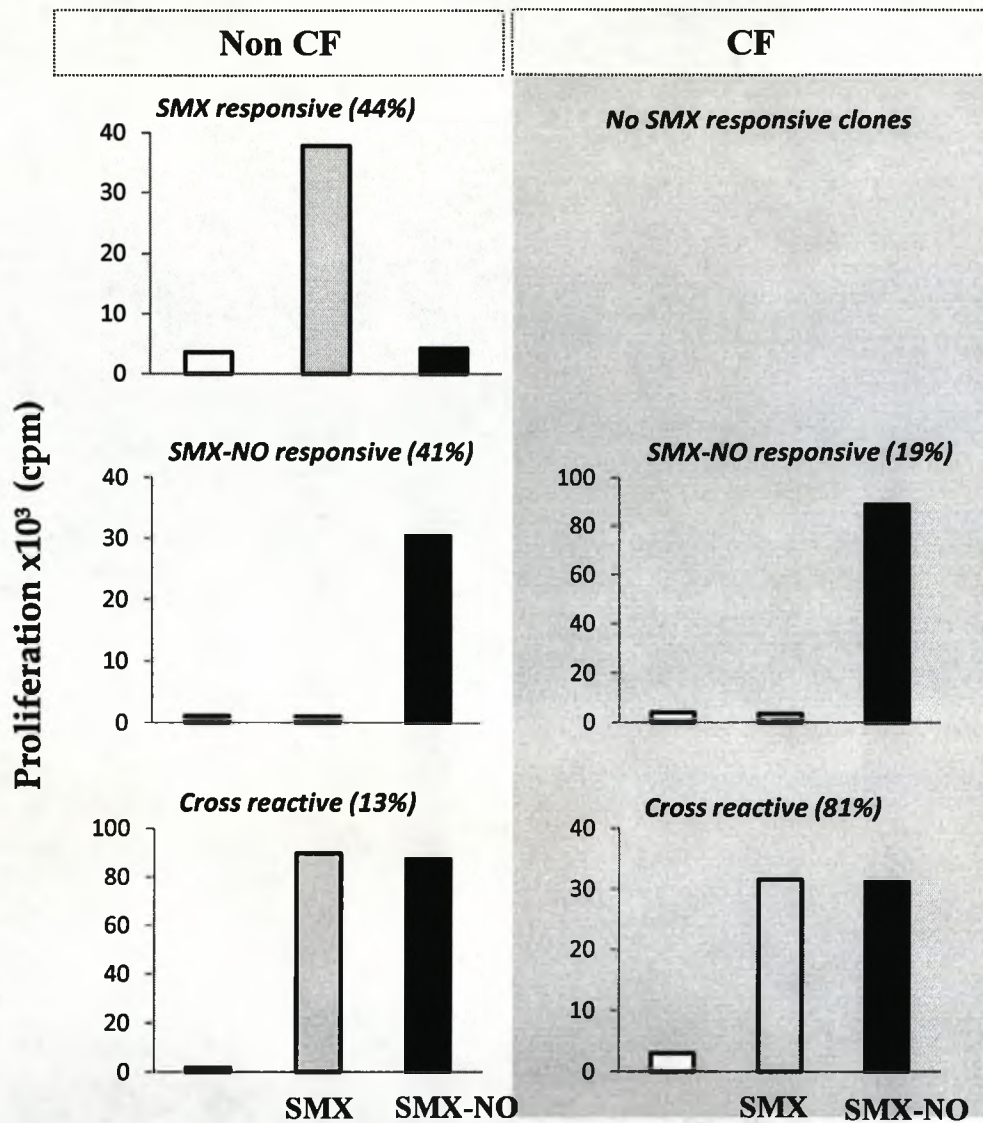 Non CF
CF
SMX responsive (44%)
No SMX responsive clones
40
30
20
10
0
Proliferation x10³ (cpm)
SMX-NO responsive (41%)
40
30
20
10
0
SMX-NO responsive (19%)
100
80
60
40
20
0
Cross reactive (13%)
100
80
60
40
20
0
Cross reactive (81%)
40
30
20
10
0
SMX SMX-NO
SMX SMX-NO